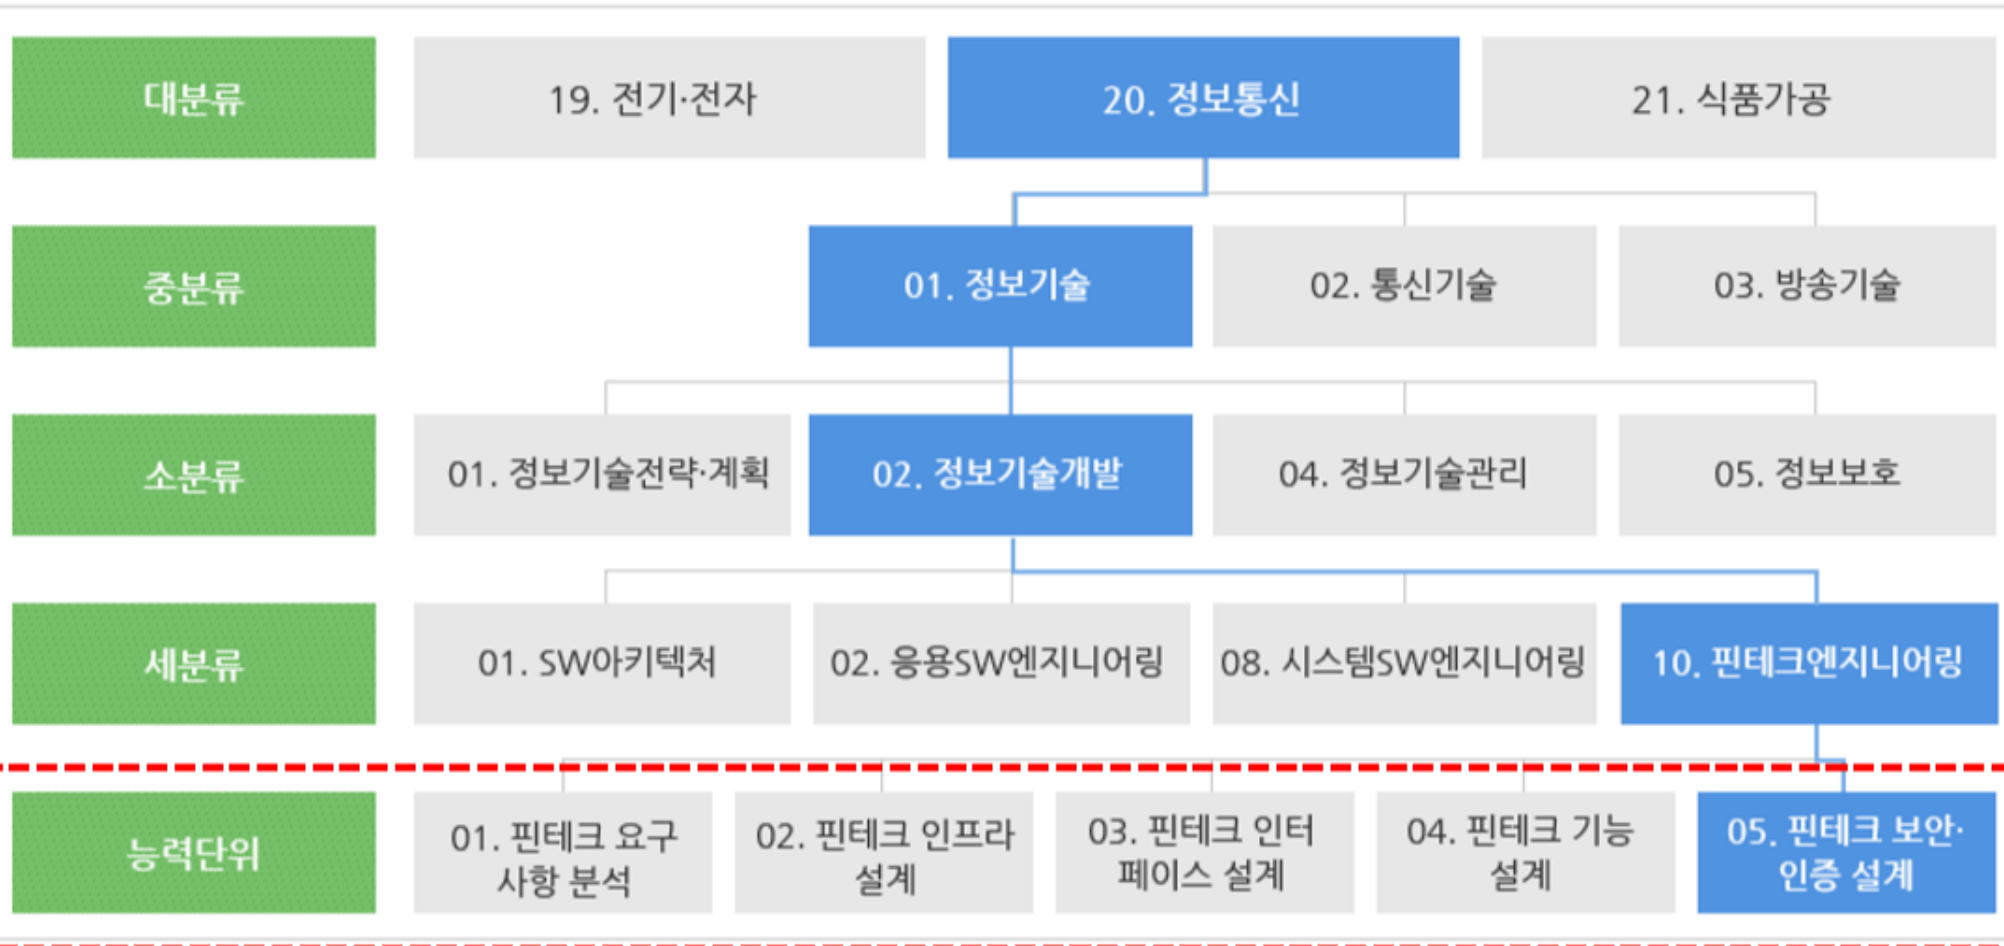 대분류
19. 전기·전자
20. 정보통신
21. 식품가공
중분류
01. 정보기술
02. 통신기술
03. 방송기술
소분류
01. 정보기술전략·계획
02. 정보기술개발
04. 정보기술관리
05. 정보보호
세분류
01. SW아키텍처
02. 응용SW엔지니어링
08. 시스템SW엔지니어링
10. 핀테크엔지니어링
능력단위
01. 핀테크 요구
사항 분석
02. 핀테크 인프라
설계
03. 핀테크 인터
페이스 설계
04. 핀테크 기능
설계
05. 핀테크 보안·
인증 설계